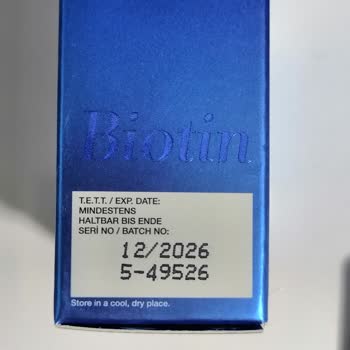 Biotin
T.E.T.T. / EXP. DATE:
MINDESTENS
HALTBAR BIS ENDE
SERİ NO / BATCH NO:
12/2026
5-49526
Store in a cool, dry place.